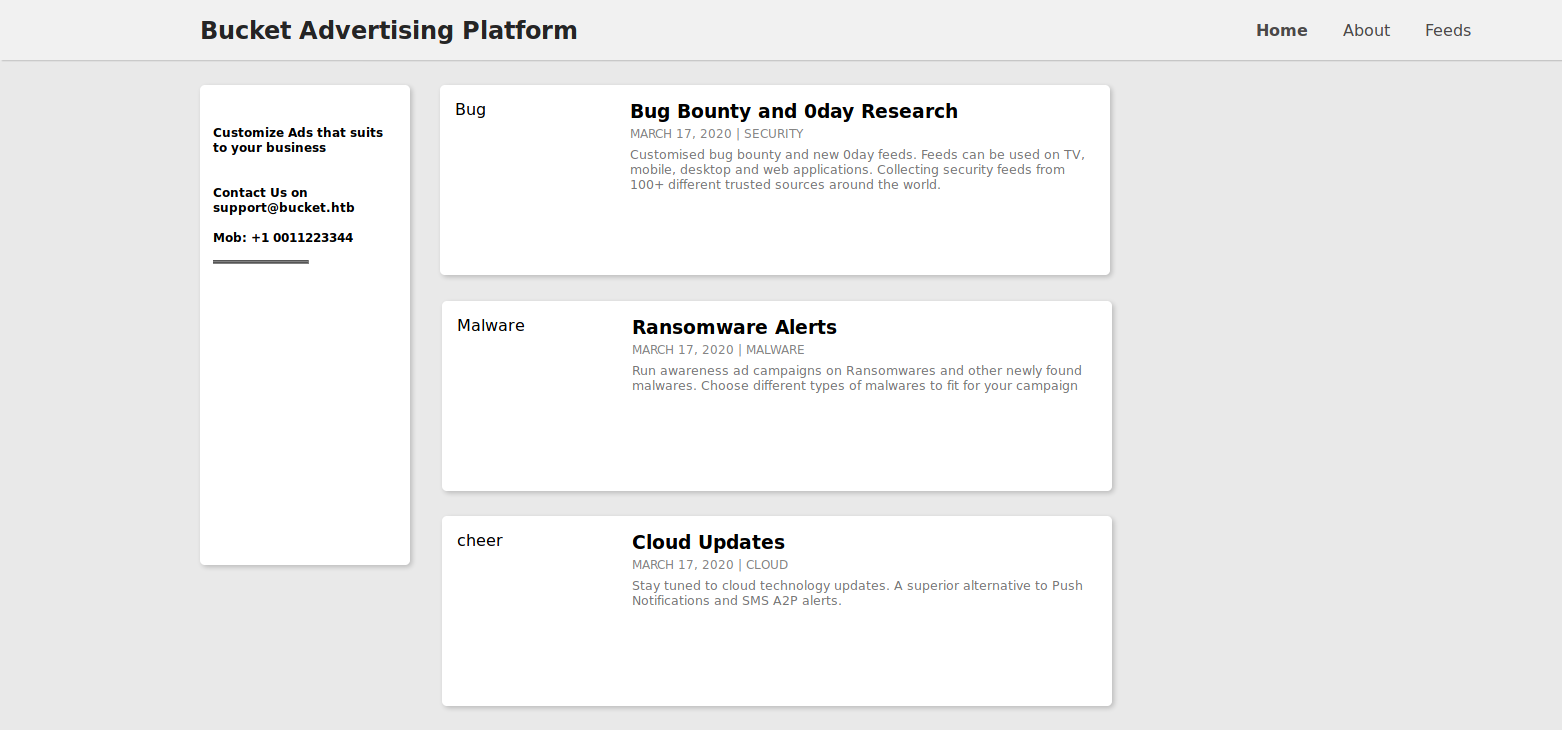 Bucket Advertising Platform
Home About Feeds
Customize Ads that suits
to your business
Contact Us on
support@bucket.htb
Mob: +1 0011223344
Bug
Bug Bounty and 0day Research
MARCH 17, 2020 | SECURITY
Customised bug bounty and new 0day feeds. Feeds can be used on TV,
mobile, desktop and web applications. Collecting security feeds from
100+ different trusted sources around the world.
Malware
Ransomware Alerts
MARCH 17, 2020 | MALWARE
Run awareness ad campaigns on Ransomwares and other newly found
malwares. Choose different types of malwares to fit for your campaign
cheer
Cloud Updates
MARCH 17, 2020 | CLOUD
Stay tuned to cloud technology updates. A superior alternative to Push
Notifications and SMS A2P alerts.